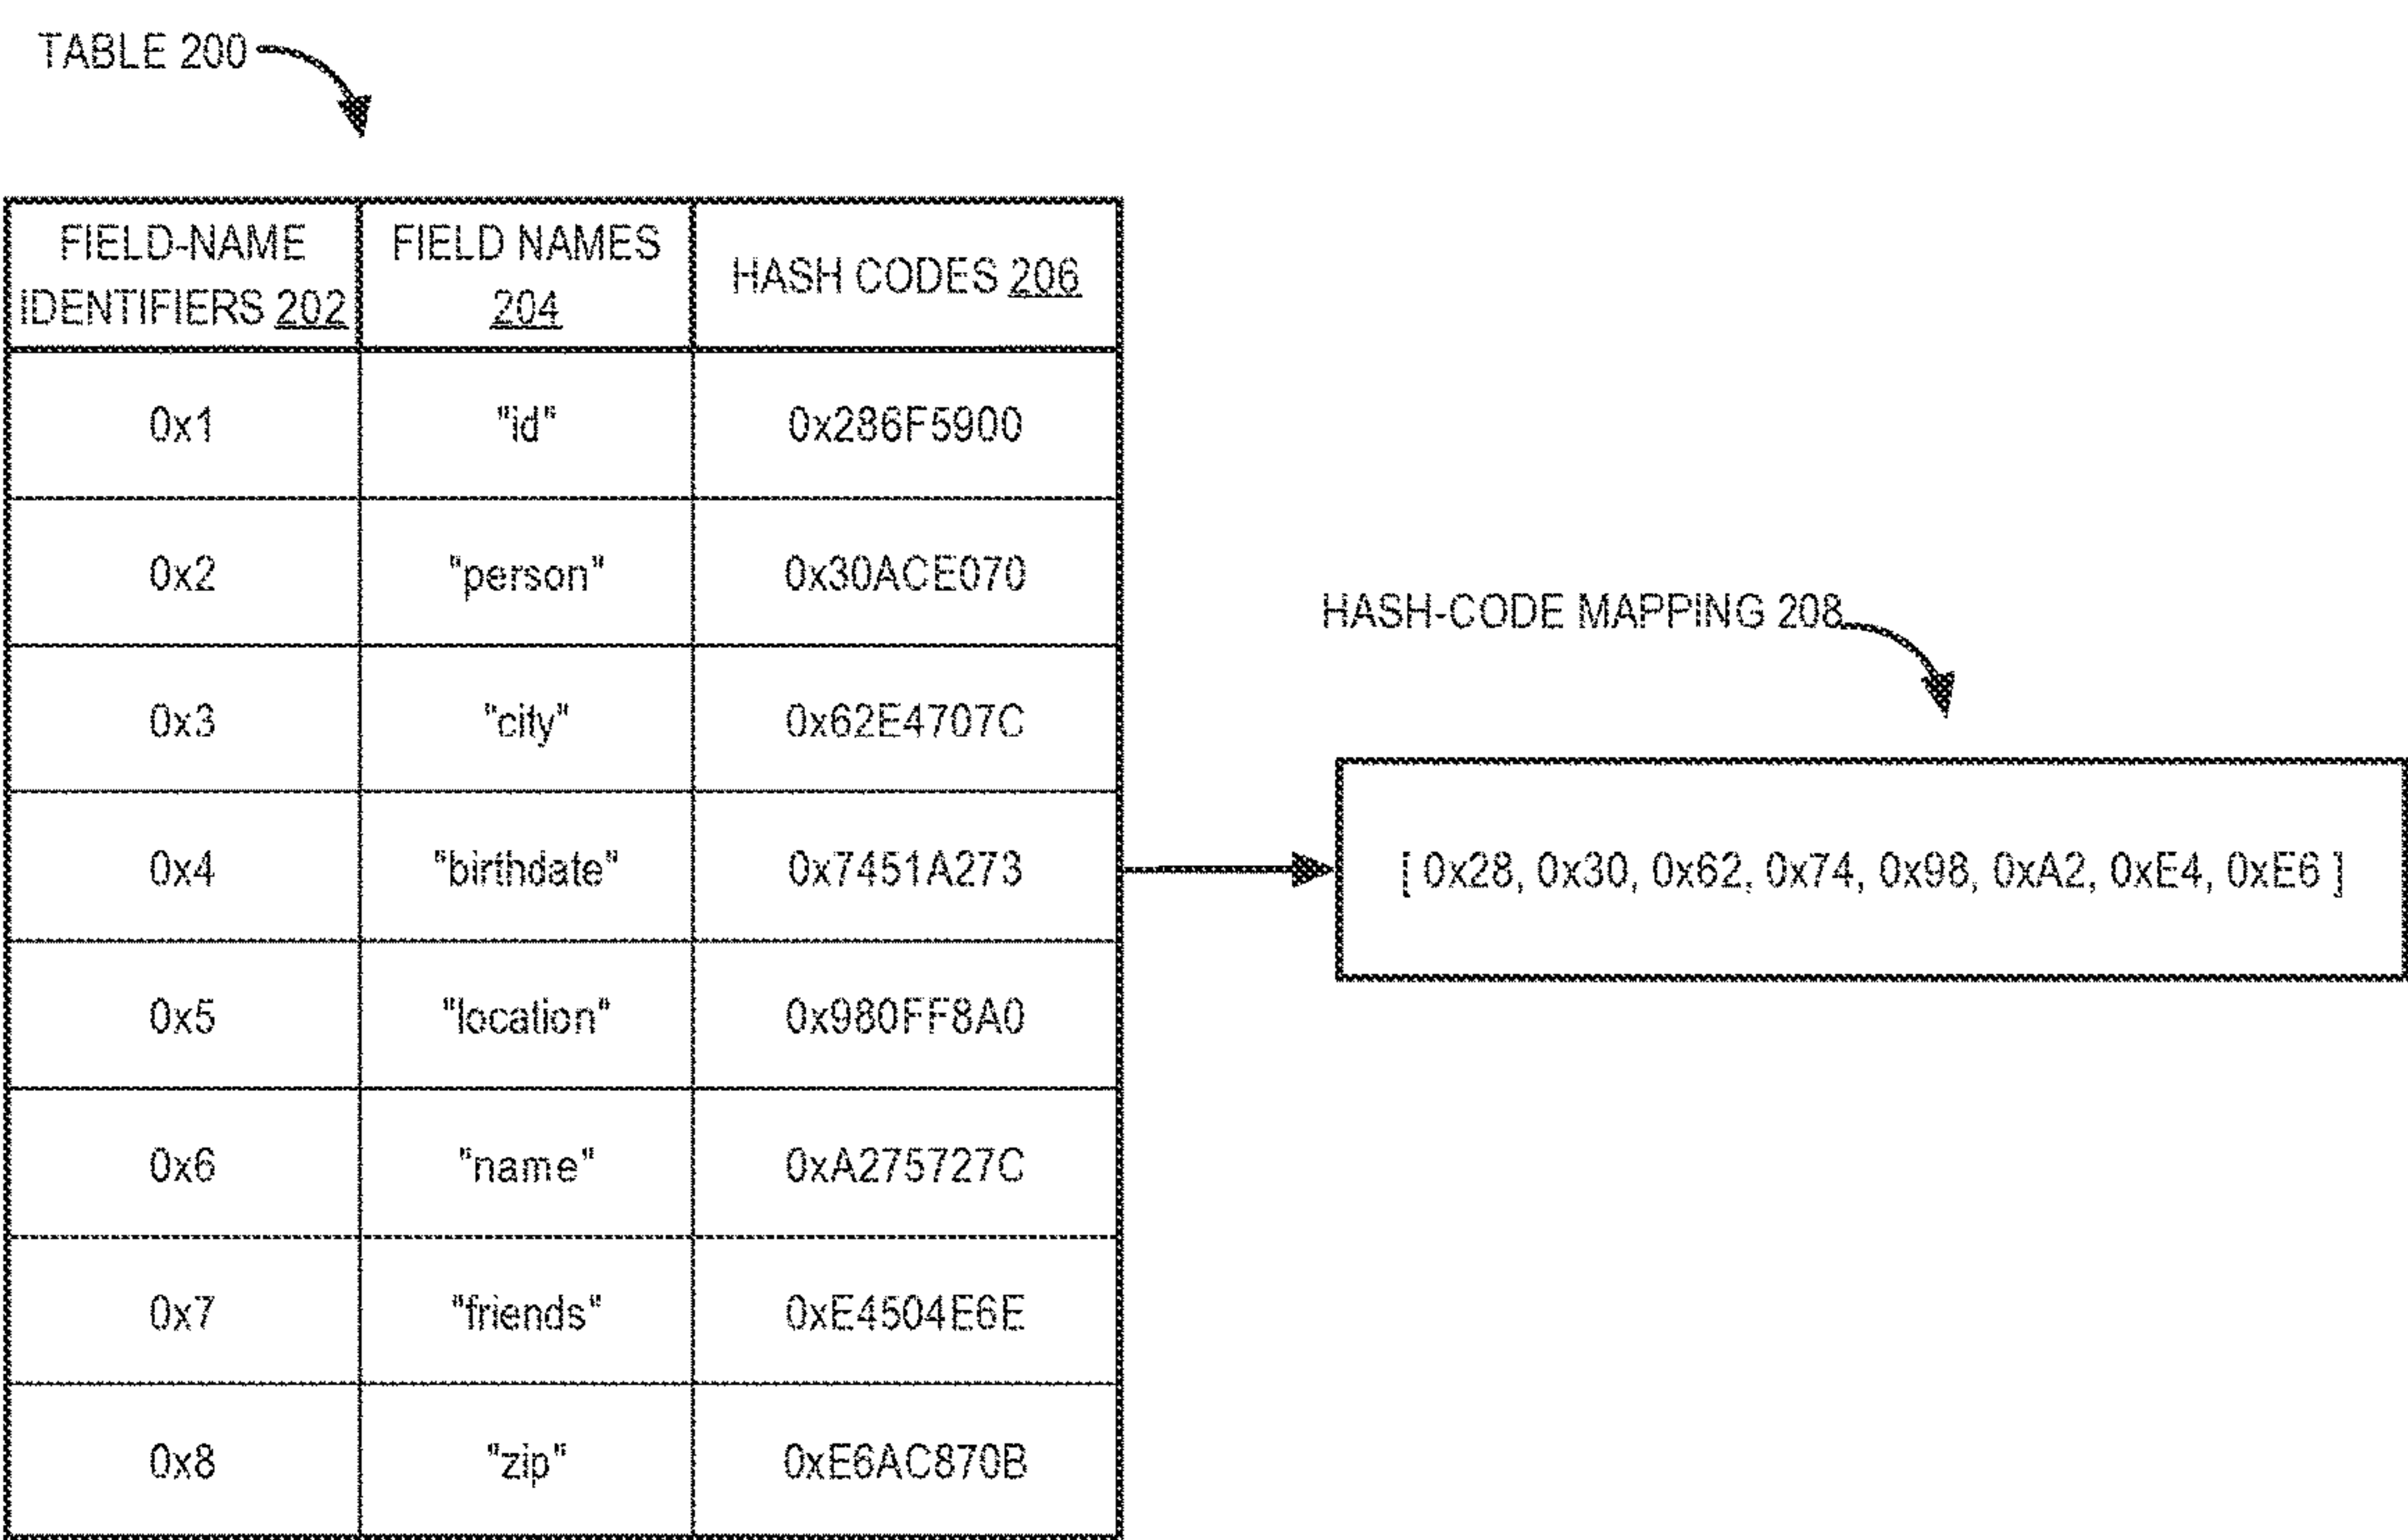 TABLE 200
FIELD-NAME IDENTIFIERS 202 FIELD NAMES 204 HASH CODES 206
0x1 "id" 0x286F5900
0x2 "person" 0x30ACE070
0x3 "city" 0x62E4707C
0x4 "birthdate" 0x7451A273
0x5 "location" 0x980FF8A0
0x6 "name" 0xA275727C
0x7 "friends" 0xE4504E6E
0x8 "zip" 0xE6AC870B
HASH-CODE MAPPING 208
[ 0x28, 0x30, 0x62, 0x74, 0x98, 0xA2, 0xE4, 0xE6 ]